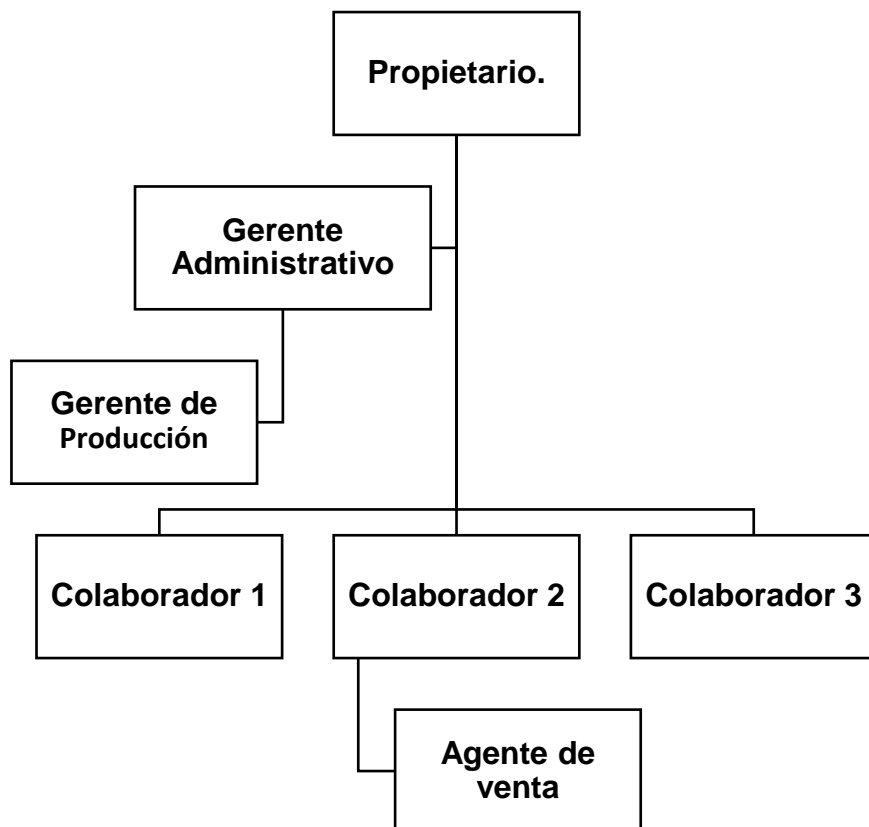 Propietario.
Gerente
Administrativo
Gerente de
Producción
Colaborador 1
Colaborador 2
Colaborador 3
Agente de
venta